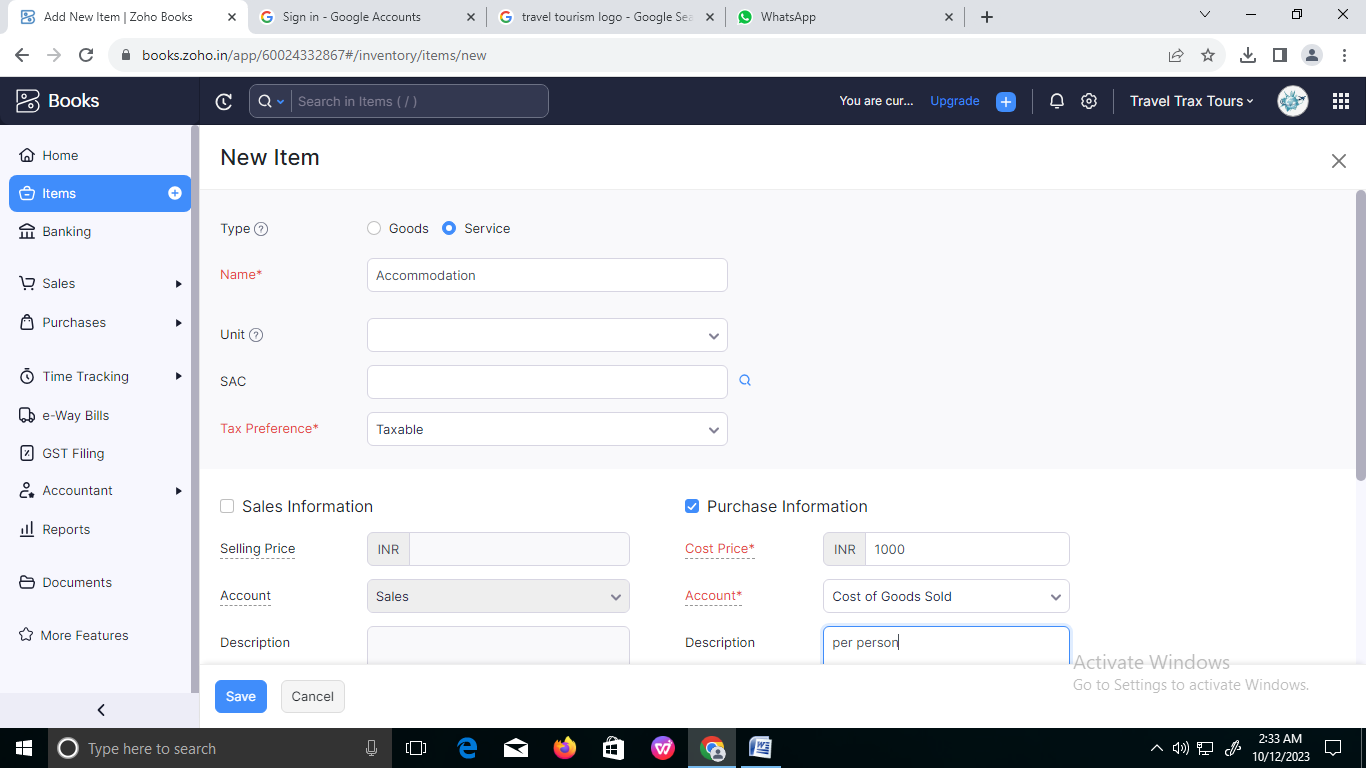 Add New Item | Zoho Books
Sign in - Google Accounts
travel tourism logo - Google Sea
WhatsApp
books.zoho.in/app/60024332867#/inventory/items/new
Books
Search in Items ( / )
You are cur...
Upgrade
Travel Trax Tours
Home
Items
Banking
Sales
Purchases
Time Tracking
e-Way Bills
GST Filing
Accountant
Reports
Documents
More Features
New Item
Type ?
Goods
Service
Name*
Accommodation
Unit ?
SAC
Tax Preference*
Taxable
Sales Information
Purchase Information
Selling Price
INR
Cost Price*
INR
1000
Account
Sales
Account*
Cost of Goods Sold
Description
Description
per person
Activate Windows
Go to Settings to activate Windows.
Save
Cancel
Type here to search
2:33 AM
10/12/2023